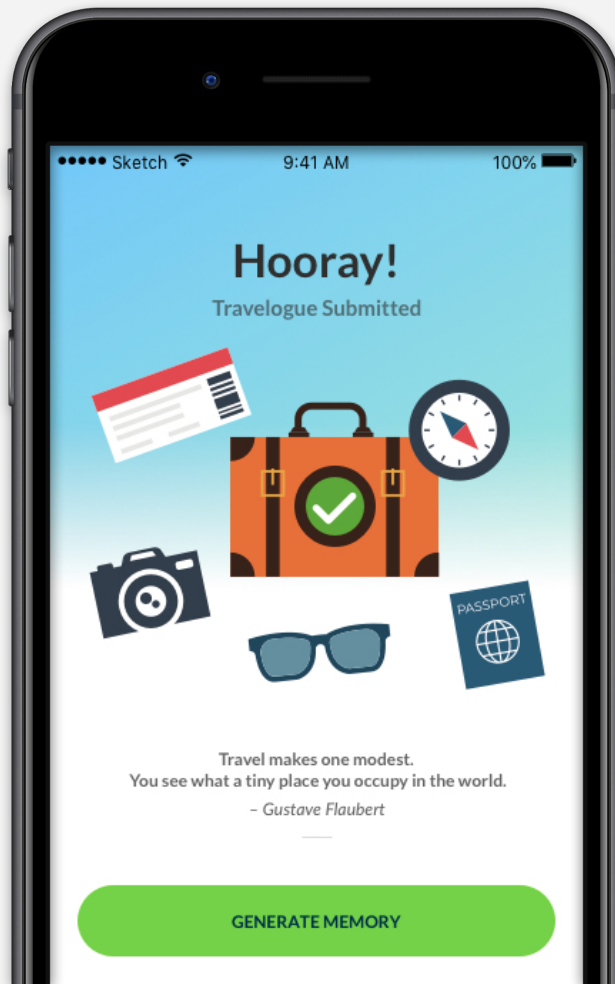 Sketch 9:41 AM 100%
Hooray!
Travelogue Submitted
PASSPORT
Travel makes one modest.
You see what a tiny place you occupy in the world.
– Gustave Flaubert
GENERATE MEMORY